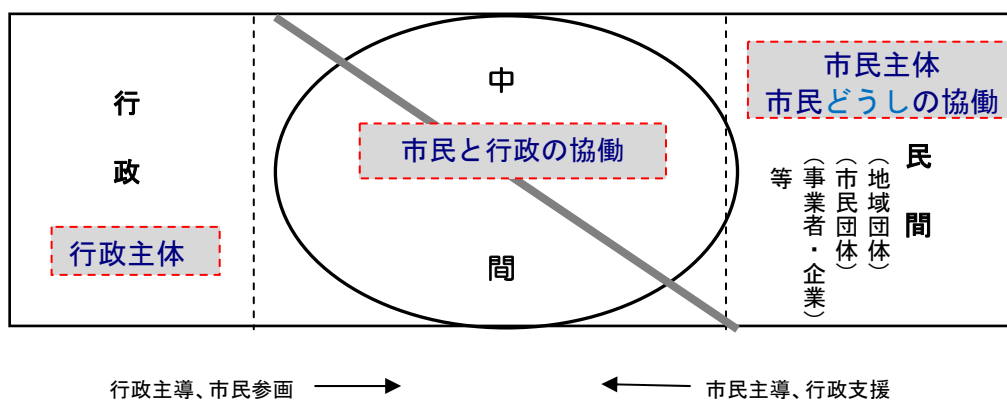 行政
行政主体
中間
市民と行政の協働
市民主体
市民どうしの協働
民間
(地域団体)
(市民団体)
(事業者・企業)
等
行政主導、市民参画
市民主導、行政支援